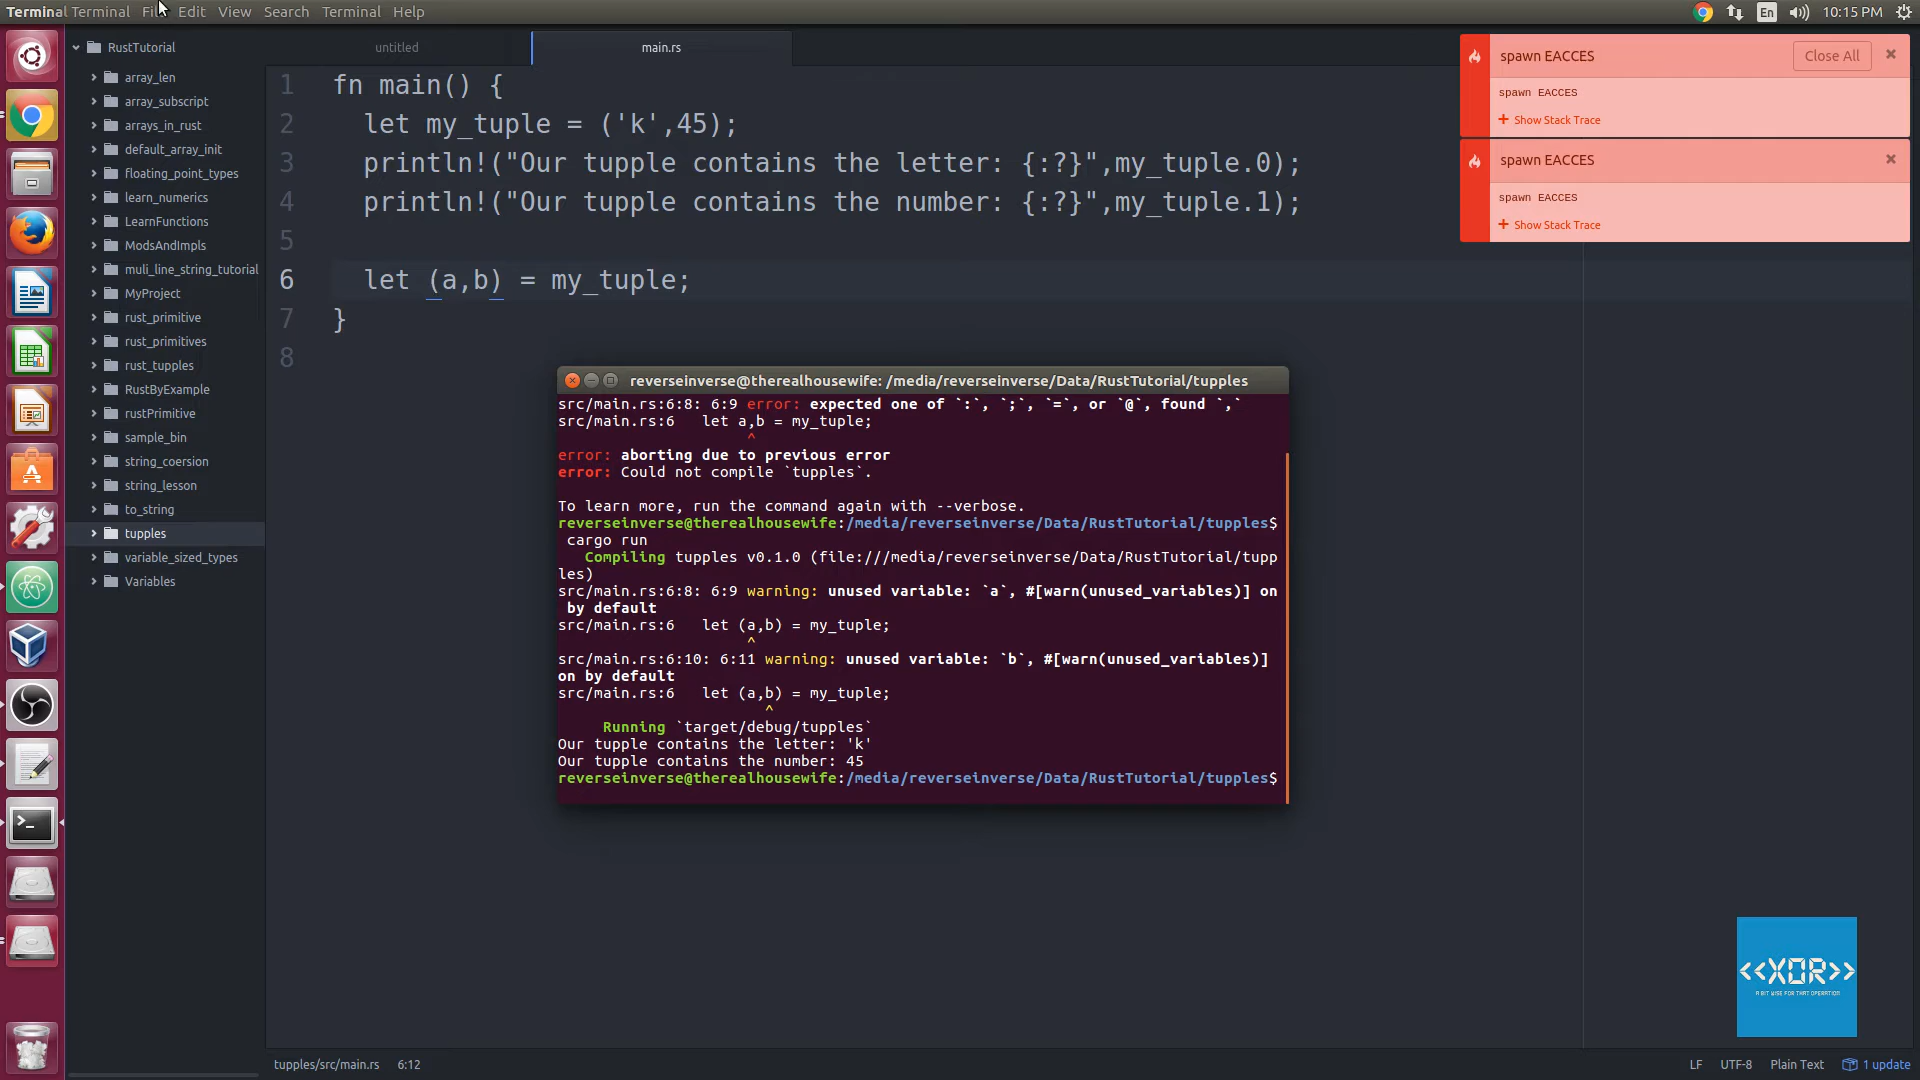 Terminal Terminal File Edit View Search Terminal Help
En 10:15 PM
RustTutorial
array_len
array_subscript
arrays_in_rust
default_array_init
floating_point_types
learn_numerics
LearnFunctions
ModsAndImpls
muli_line_string_tutorial
MyProject
rust_primitive
rust_primitives
rust_tupples
RustByExample
rustPrimitive
sample_bin
string_coersion
string_lesson
to_string
tupples
variable_sized_types
Variables
untitled
main.rs
1 fn main() {
2 let my_tuple = ('k',45);
3 println!("Our tupple contains the letter: {:?}",my_tuple.0);
4 println!("Our tupple contains the number: {:?}",my_tuple.1);
5
6 let (a,b) = my_tuple;
7 }
8
spawn EACCES Close All
spawn EACCES
Show Stack Trace
spawn EACCES
spawn EACCES
Show Stack Trace
reverseinverse@therealhousewife: /media/reverseinverse/Data/RustTutorial/tupples
src/main.rs:6:8: 6:9 error: expected one of `:`, `;`, `=`, or `@`, found `,`
src/main.rs:6   let a,b = my_tuple;
^
error: aborting due to previous error
error: Could not compile `tupples`.
To learn more, run the command again with --verbose.
reverseinverse@therealhousewife:/media/reverseinverse/Data/RustTutorial/tupples$
cargo run
Compiling tupples v0.1.0 (file:///media/reverseinverse/Data/RustTutorial/tupp
les)
src/main.rs:6:8: 6:9 warning: unused variable: `a`, #[warn(unused_variables)] on
by default
src/main.rs:6   let (a,b) = my_tuple;
^
src/main.rs:6:10: 6:11 warning: unused variable: `b`, #[warn(unused_variables)]
on by default
src/main.rs:6   let (a,b) = my_tuple;
^
Running `target/debug/tupples`
Our tupple contains the letter: 'k'
Our tupple contains the number: 45
reverseinverse@therealhousewife:/media/reverseinverse/Data/RustTutorial/tupples$
<<XOR>>
A BIT WISE FOR THAT OPERATION
tupples/src/main.rs 6:12
LF UTF-8 Plain Text 1 update